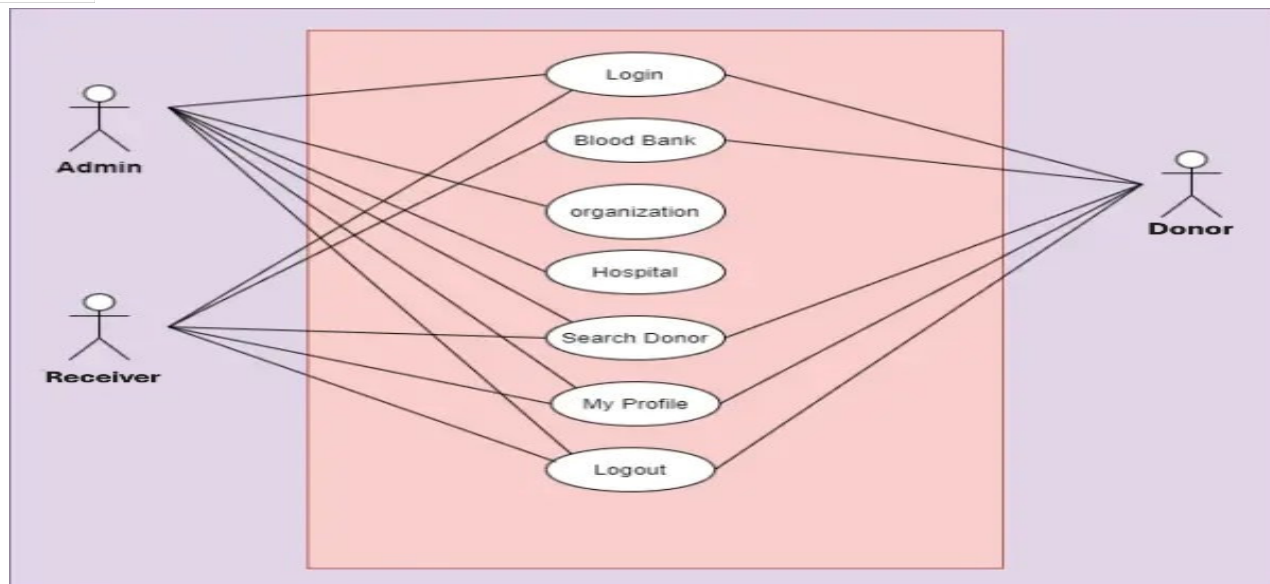 Login
Blood Bank
organization
Hospital
Search Donor
My Profile
Logout
Admin
Receiver
Donor